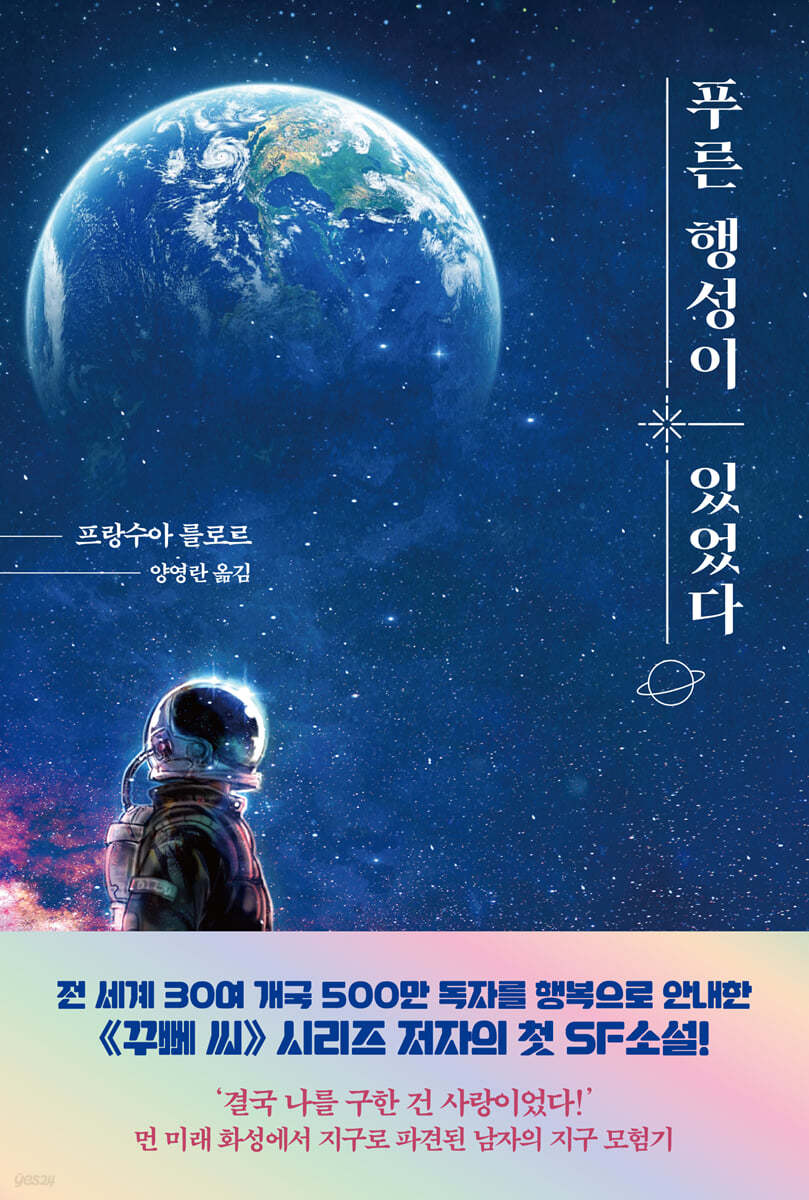 푸른 행성이 있었다
프랑수아 를로르
양영란 옮김
전 세계 30여 개국 500만 독자를 행복으로 안내한
《꾸뻬 씨》 시리즈 저자의 첫 SF소설!
‘결국 나를 구한 건 사랑이었다!’
먼 미래 화성에서 지구로 파견된 남자의 지구 모험기
yes24